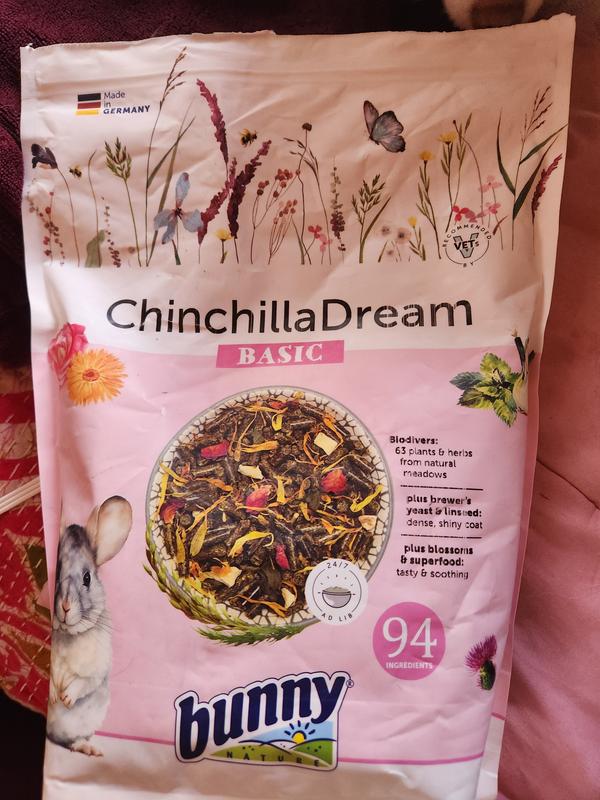 Made
in
GERMANY
RECOMMENDED
VETS
BY
ChinchillaDream
BASIC
Biodivers:
63 plants & herbs
from natural
meadows
plus brewer's
yeast & linseed:
dense, shiny coat
plus blossoms
& superfood:
tasty & soothing
24/7
AD LIB
94
INGREDIENTS
bunny®
NATURE